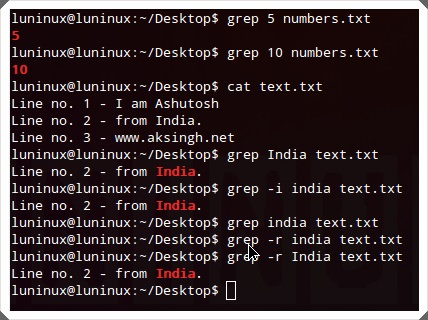 luninux@luninux:~/Desktop$ grep 5 numbers.txt
5
luninux@luninux:~/Desktop$ grep 10 numbers.txt
10
luninux@luninux:~/Desktop$ cat text.txt
Line no. 1 - I am Ashutosh
Line no. 2 - from India.
Line no. 3 - www.aksingh.net
luninux@luninux:~/Desktop$ grep India text.txt
Line no. 2 - from India.
luninux@luninux:~/Desktop$ grep -i india text.txt
Line no. 2 - from India.
luninux@luninux:~/Desktop$ grep india text.txt
luninux@luninux:~/Desktop$ grep -r india text.txt
luninux@luninux:~/Desktop$ grep -r India text.txt
Line no. 2 - from India.
luninux@luninux:~/Desktop$